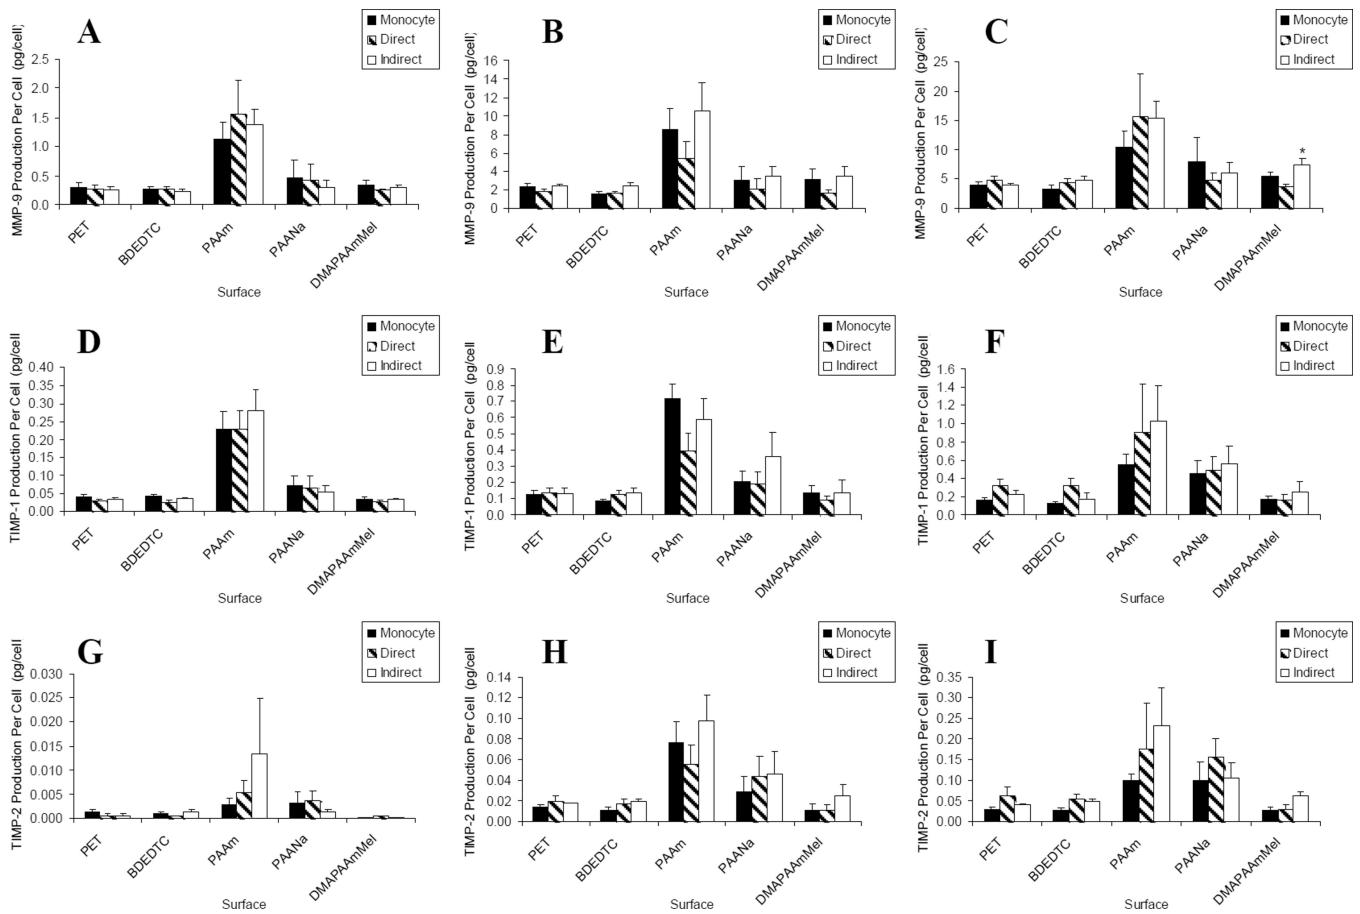 A
Monocyte
Direct
Indirect
MMP-9 Production Per Cell (pg/cell)
2.5
2.0
1.5
1.0
0.5
0.0
PET
BDEDTC
PAAm
PAANa
DMAPAAmMel
Surface
B
Monocyte
Direct
Indirect
MMP-9 Production Per Cell (pg/cell)
16
14
12
10
8
6
4
2
0
PET
BDEDTC
PAAm
PAANa
DMAPAAmMel
Surface
C
Monocyte
Direct
Indirect
MMP-9 Production Per Cell (pg/cell)
25
20
15
10
5
0
*
PET
BDEDTC
PAAm
PAANa
DMAPAAmMel
Surface
D
Monocyte
Direct
Indirect
TIMP-1 Production Per Cell (pg/cell
0.40
0.35
0.30
0.25
0.20
0.15
0.10
0.05
0.00
PET
BDEDTC
PAAm
PAANa
DMAPAAmMel
Surface
E
Monocyte
Direct
Indirect
TIMP-1 Production Per Cell (pg/cell
0.9
0.8
0.7
0.6
0.5
0.4
0.3
0.2
0.1
0
PET
BDEDTC
PAAm
PAANa
DMAPAAmMel
Surface
F
Monocyte
Direct
Indirect
TIMP-1 Production Per Cell (pg/cell
1.6
1.4
1.2
1.0
0.8
0.6
0.4
0.2
0.0
PET
BDEDTC
PAAm
PAANa
DMAPAAmMel
Surface
G
Monocyte
Direct
Indirect
TIMP-2 Production Per Cell (pg/cell
0.030
0.025
0.020
0.015
0.010
0.005
0.000
PET
BDEDTC
PAAm
PAANa
DMAPAAmMel
Surface
H
Monocyte
Direct
Indirect
TIMP-2 Production Per Cell (pg/cell
0.14
0.12
0.10
0.08
0.06
0.04
0.02
0.00
PET
BDEDTC
PAAm
PAANa
DMAPAAmMel
Surface
I
Monocyte
Direct
Indirect
TIMP-2 Production Per Cell (pg/cell
0.35
0.30
0.25
0.20
0.15
0.10
0.05
0.00
PET
BDEDTC
PAAm
PAANa
DMAPAAmMel
Surface